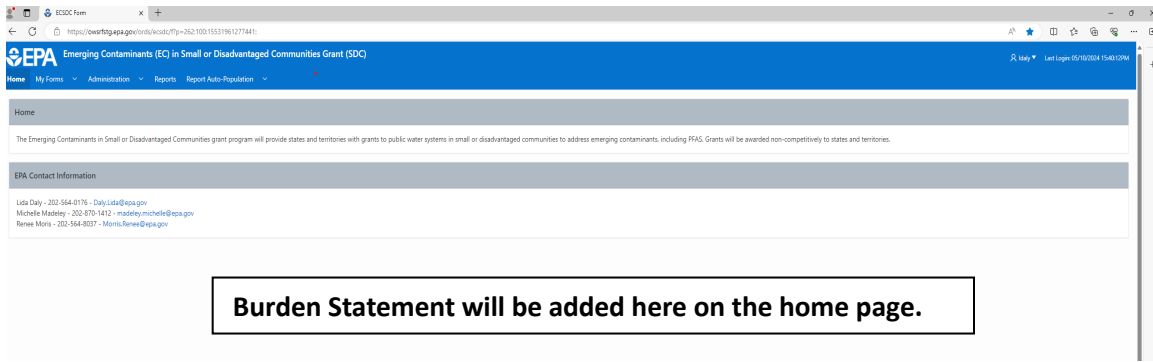 ECSDC Form
https://owsrfstg.epa.gov/ords/ecsdc/f?p=262:100:15531961277441:
EPA Emerging Contaminants (EC) in Small or Disadvantaged Communities Grant (SDC)
ldaly Last Login: 05/10/2024 15:40:12PM
Home My Forms Administration Reports Report Auto-Population
Home
The Emerging Contaminants in Small or Disadvantaged Communities grant program will provide states and territories with grants to public water systems in small or disadvantaged communities to address emerging contaminants, including PFAS. Grants will be awarded non-competitively to states and territories.
EPA Contact Information
Lida Daly - 202-564-0176 - Daly.Lida@epa.gov
Michelle Madeley - 202-870-1412 - madeley.michelle@epa.gov
Renee Moris - 202-564-8037 - Morris.Renee@epa.gov
Burden Statement will be added here on the home page.